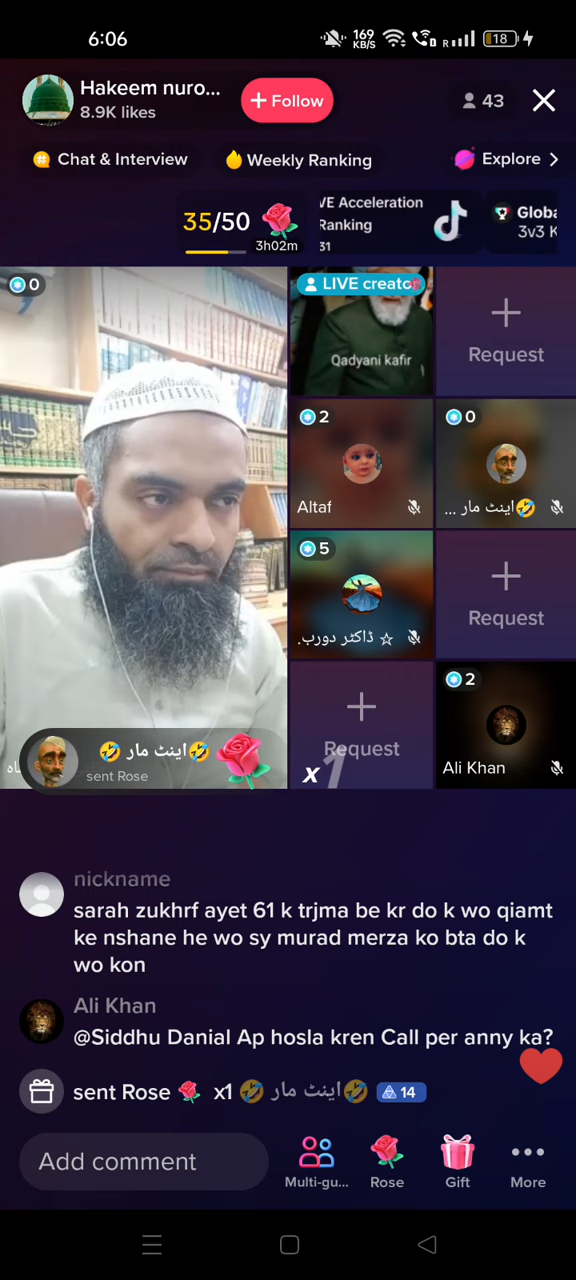 6:06
169
KB/S
R
18
Hakeem nuro...
8.9K likes
+ Follow
43
Chat & Interview
Weekly Ranking
Explore
35/50
3h02m
VE Acceleration
Ranking
31
Globa
3v3 K
0
LIVE creator
Qadyani kafir
Request
2
Altaf
0
🤣اینٹ مار ...
5
☆ ڈاکٹر دورب.
Request
Request
2
Ali Khan
🤣اینٹ مار 🤣
sent Rose
x1
nickname
sarah zukhrf ayet 61 k trjma be kr do k wo qiamt
ke nshane he wo sy murad merza ko bta do k
wo kon
Ali Khan
@Siddhu Danial Ap hosla kren Call per anny ka?
sent Rose 🌹 x1 🤣اینٹ مار 🤣 14
Add comment
Multi-gu...
Rose
Gift
More